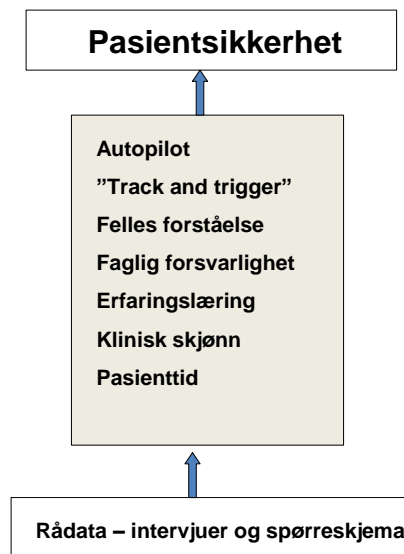 Pasientsikkerhet
Autopilot
”Track and trigger”
Felles forståelse
Faglig forsvarlighet
Erfaringslæring
Klinisk skjønn
Pasienttid
Rådata – intervjuer og spørreskjema